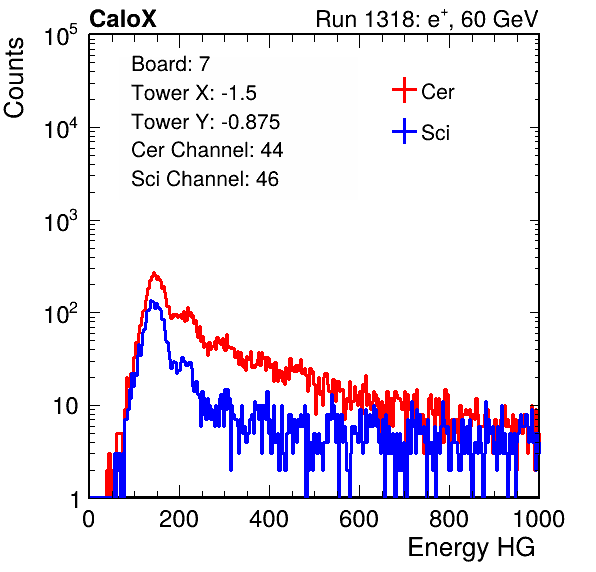 CaloX Run 1318: e⁺, 60 GeV
Counts
10⁵
10⁴
10³
10²
10
1
Board: 7
Tower X: -1.5
Tower Y: -0.875
Cer Channel: 44
Sci Channel: 46
Cer
Sci
0 200 400 600 800 1000
Energy HG